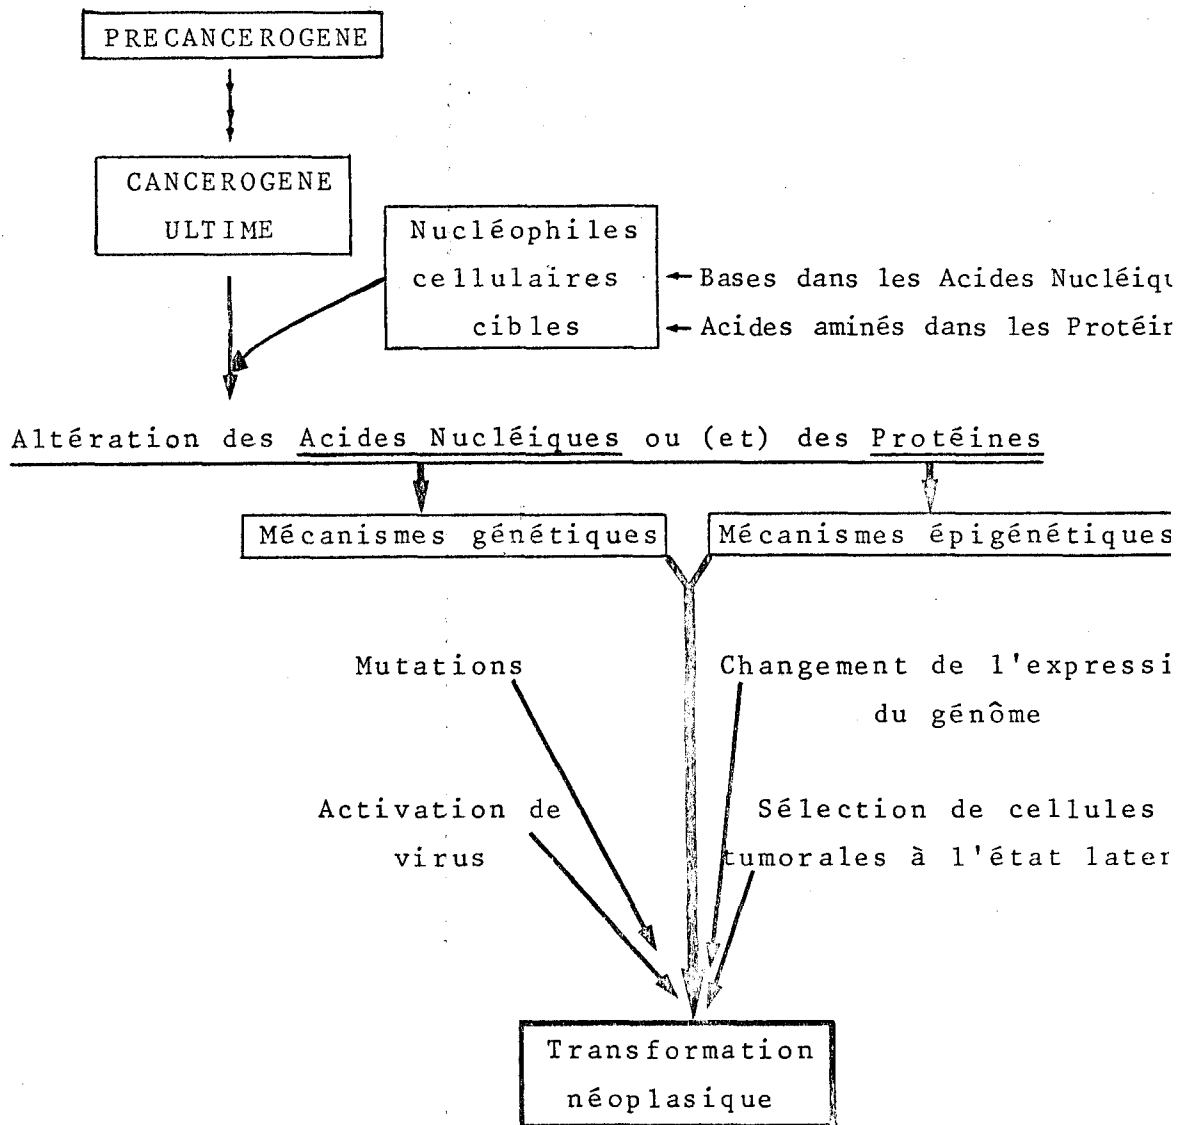 PRECANCEROGENE
CANCEROGENE
ULTIME
Nucléophiles
cellulaires
cibles
Bases dans les Acides
Acides aminés dans les
Altération des Acides Nucléiques ou (et) des Protéines
Mécanismes génétiques
Mécanismes épigénétiques
Mutations
Changement de l'expressi
du génôme
Activation de
virus
Sélection de cellules
tumorales à l'état
Transformation
néoplasique